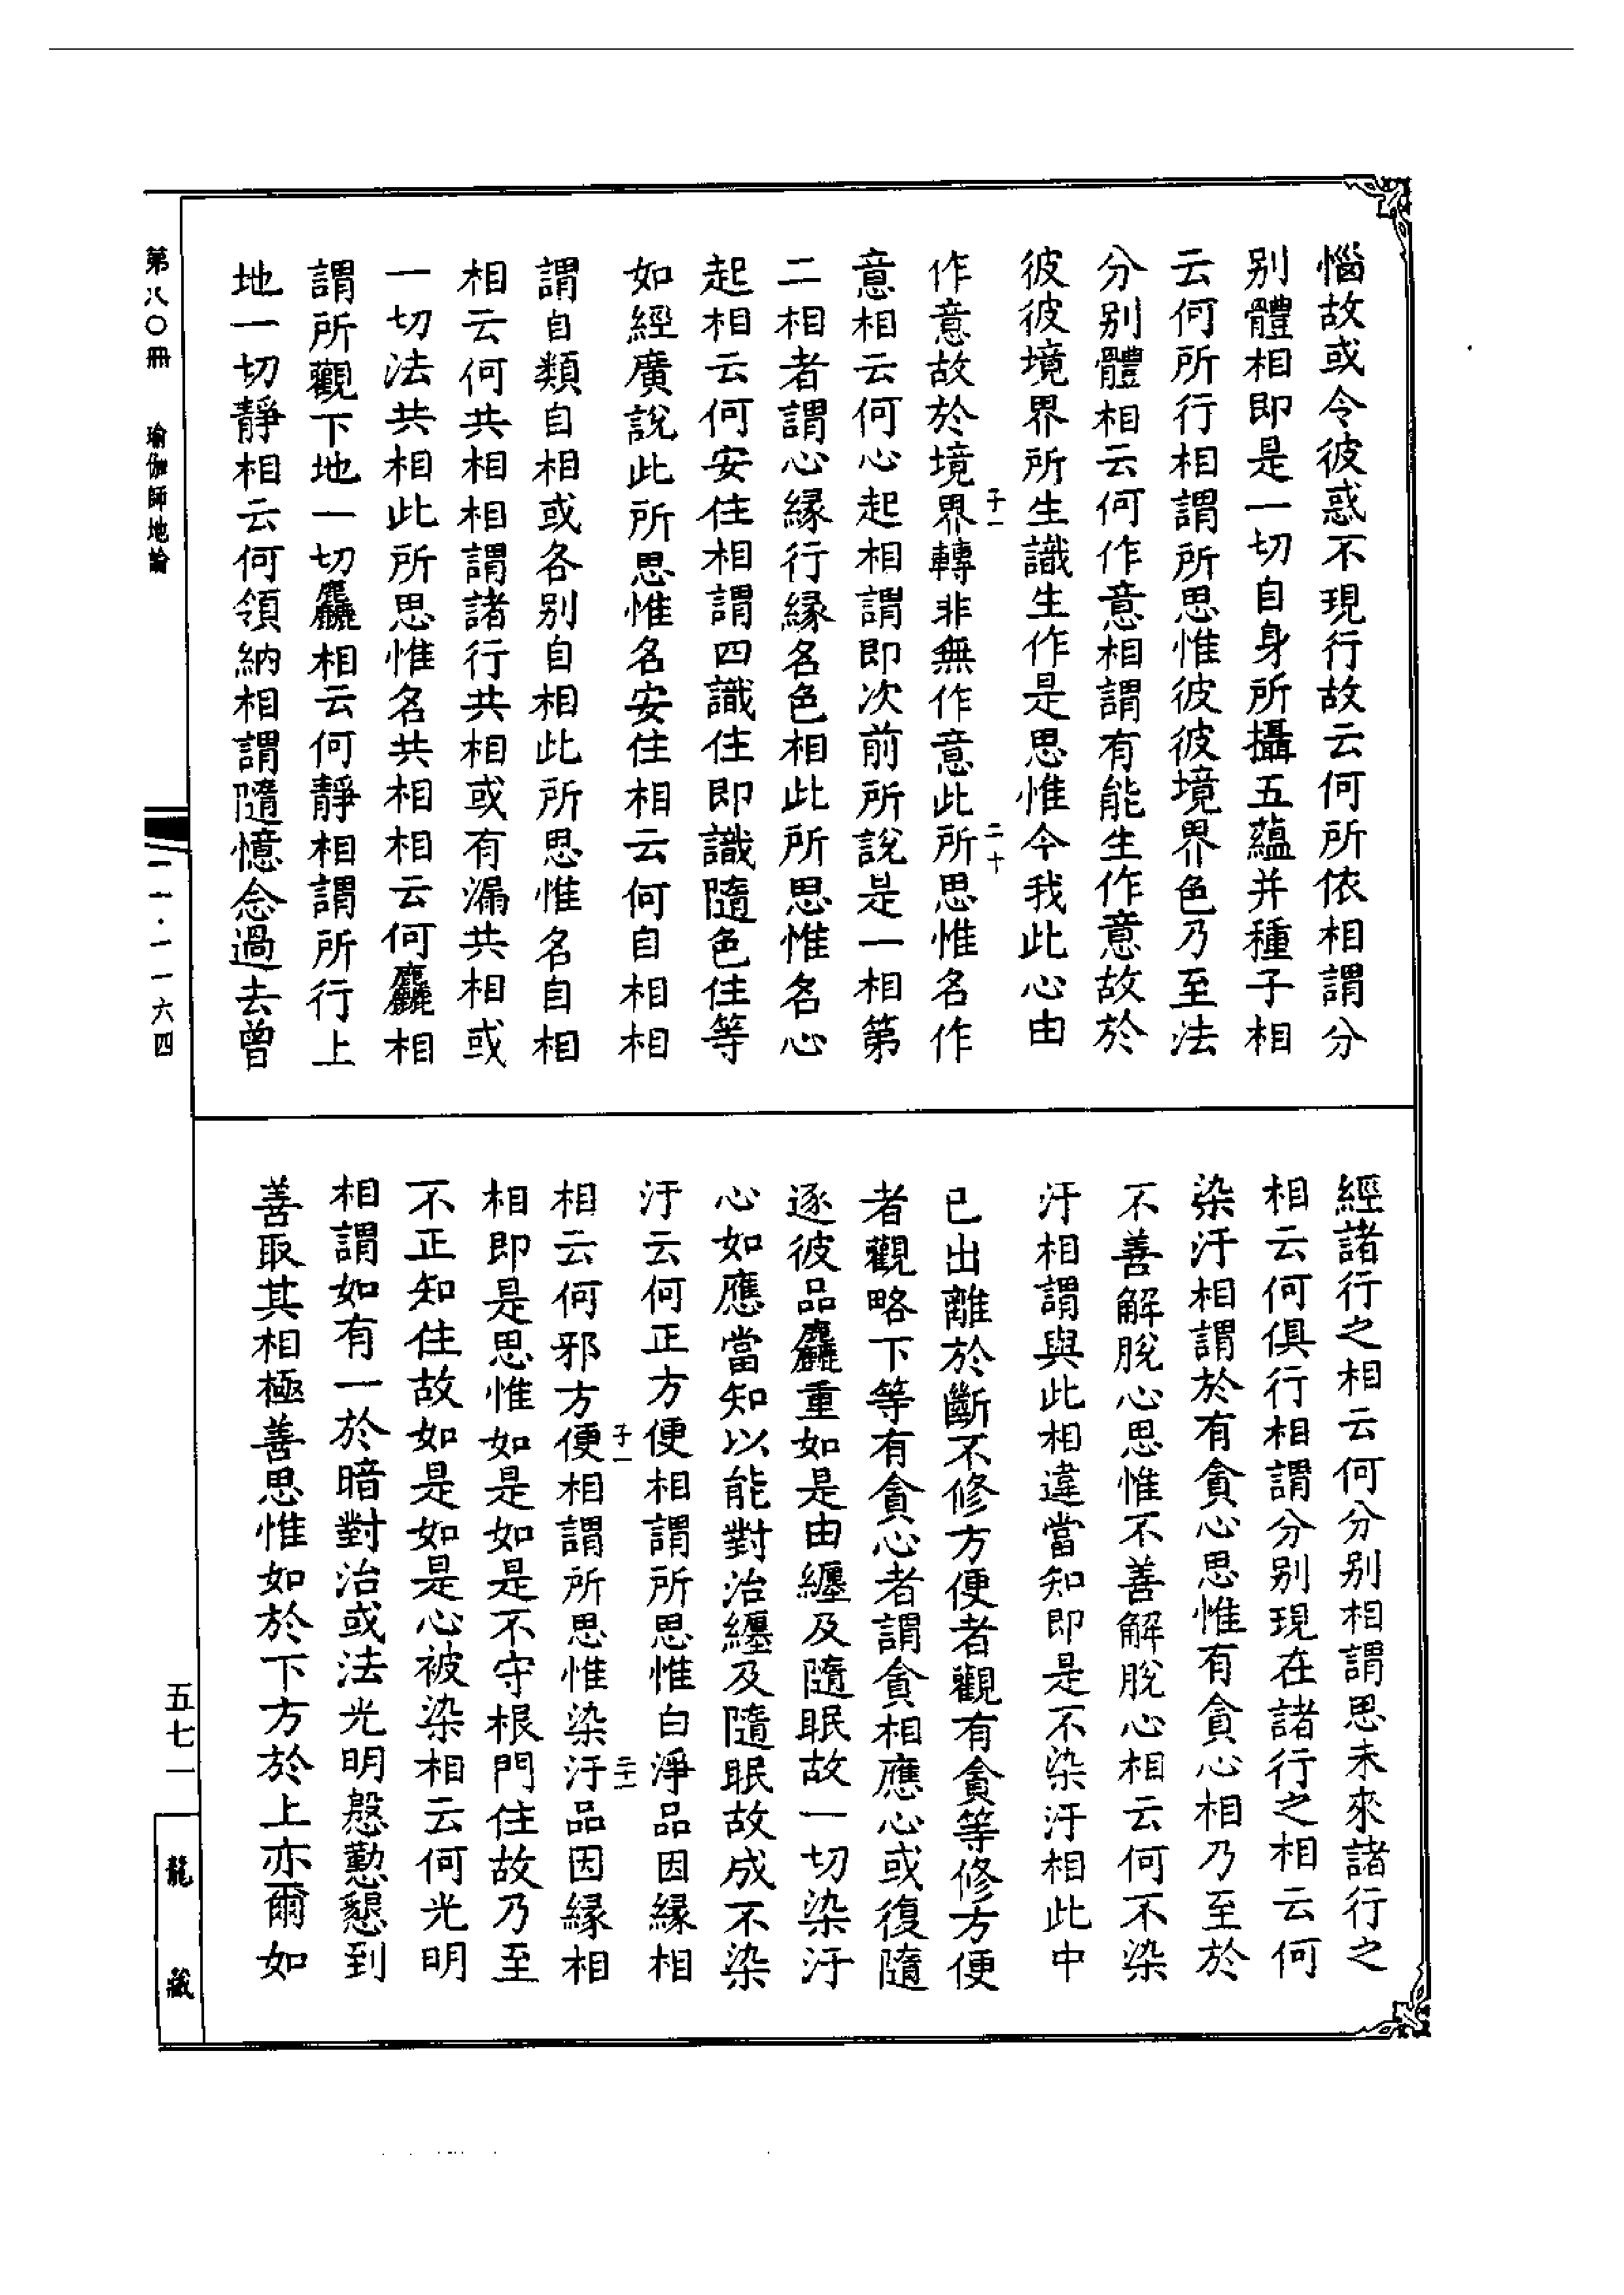 惱故或令彼惑不現行故云何所依相謂分
別體相即是一切自身所攝五蘊并種子相
云何所行相謂所思惟彼彼境界色乃至法
分別體相云何作意相謂有能生作意故於
彼彼境界所生識生作是思惟今我此心由
作意故於境界轉非無作意此所思惟名作
子一
二十
意相云何心起相謂即次前所說是一相第
二相者謂心緣行緣名色相此所思惟名心
起相云何安住相謂四識住即識隨色住等
如經廣說此所思惟名安住相云何自相相
謂自類自相或各別自相此所思惟名自相
相云何共相相謂諸行共相或有漏共相或
一切法共相此所思惟名共相相云何麤相
謂所觀下地一切麤相云何靜相謂所行上
地一切靜相云何領納相謂隨憶念過去曾
經諸行之相云何分別相謂思未來諸行之
相云何俱行相謂分別現在諸行之相云何
染汙相謂於有貪心思惟有貪心相乃至於
不善解脫心思惟不善解脫心相云何不染
汙相謂與此相違當知即是不染汙相此中
已出離於斷不修方便者觀有貪等修方便
者觀略下等有貪心者謂貪相應心或復隨
逐彼品麤重如是由纏及隨眠故一切染汙
心如應當知以能對治纏及隨眠故成不染
汙云何正方便相謂所思惟白淨品因緣相
子一
二十一
相云何邪方便相謂所思惟染汙品因緣相
相即是思惟如是如是不守根門住故乃至
不正知住故如是如是心被染相云何光明
相謂如有一於暗對治或法光明慇懃懇到
善取其相極善思惟如於下方於上亦爾如
第八〇冊
瑜伽師地論
一一·一一六四
五七一
龍藏